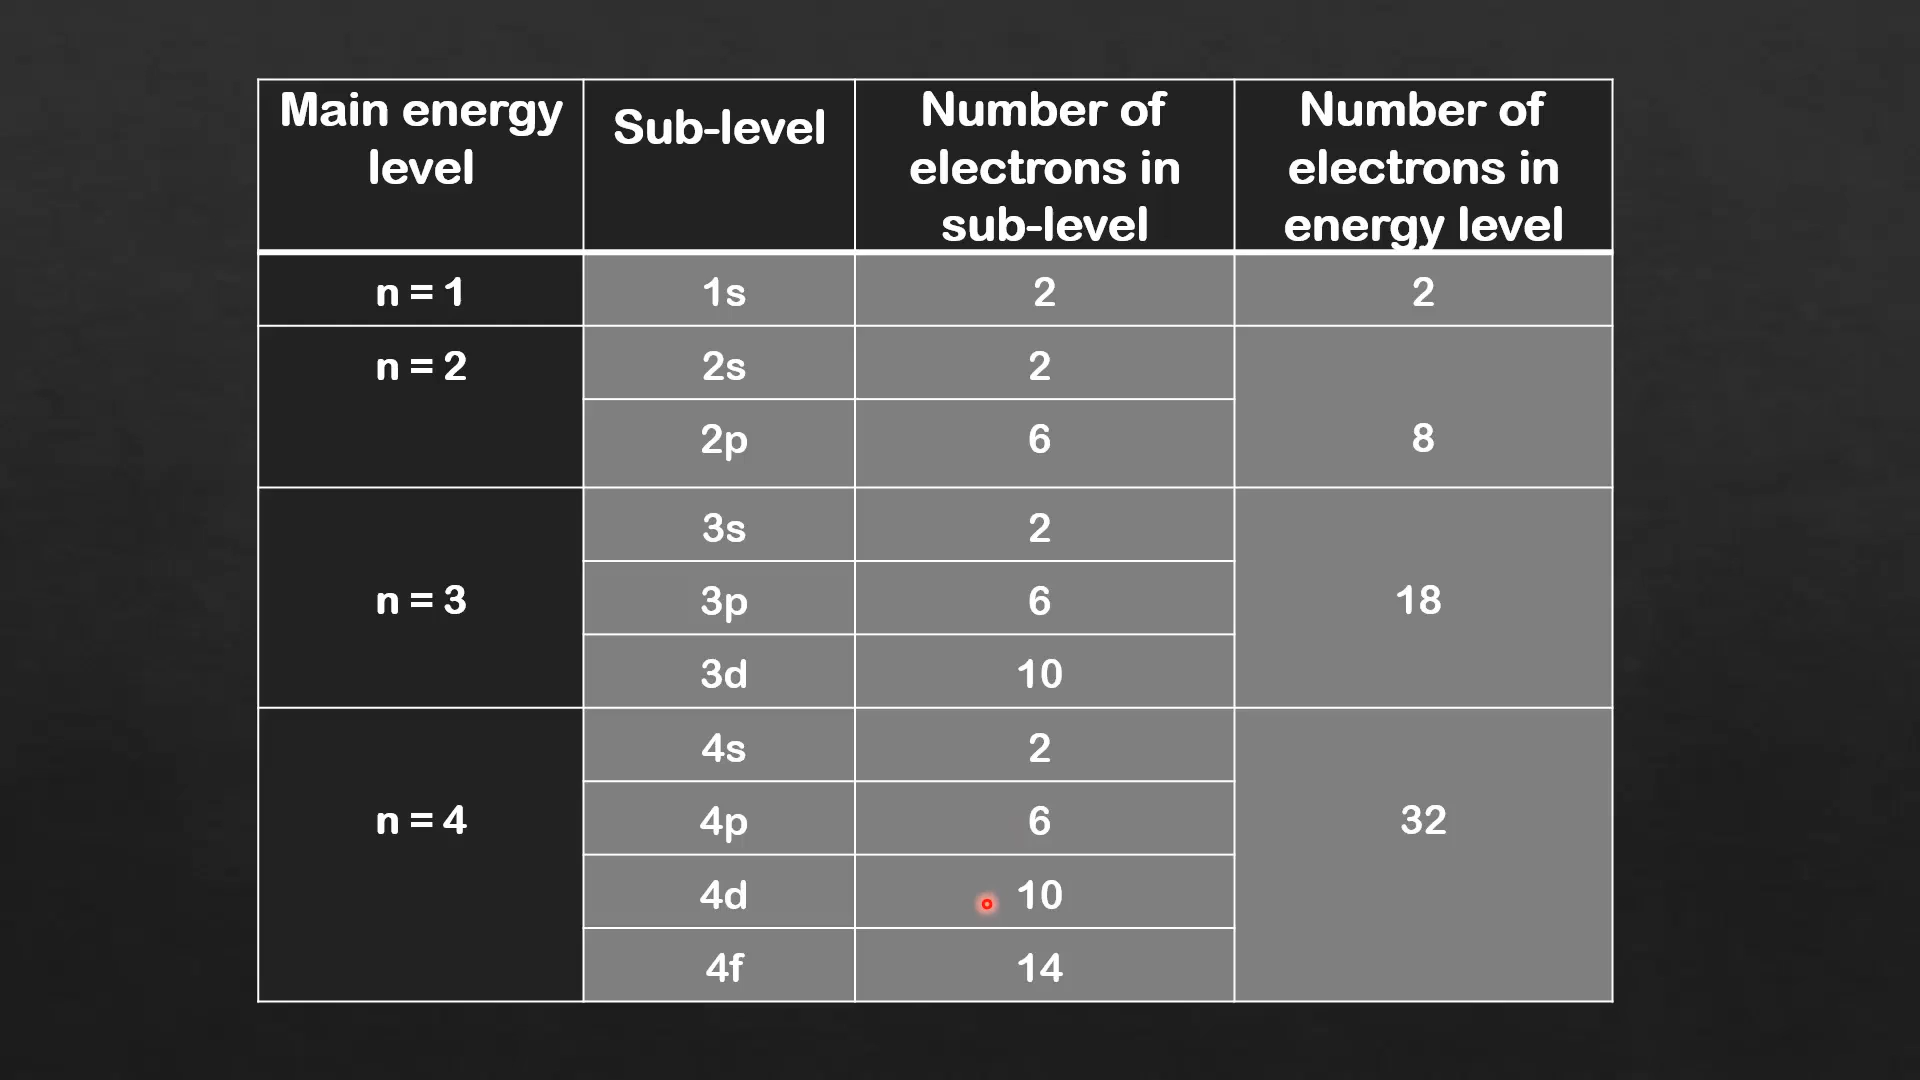 Main energy
level
Sub-level
Number of
electrons in
sub-level
Number of
electrons in
energy level
n = 1
1s
2
2
n = 2
2s
2
2p
6
8
n = 3
3s
2
3p
6
18
3d
10
n = 4
4s
2
4p
6
32
4d
10
4f
14